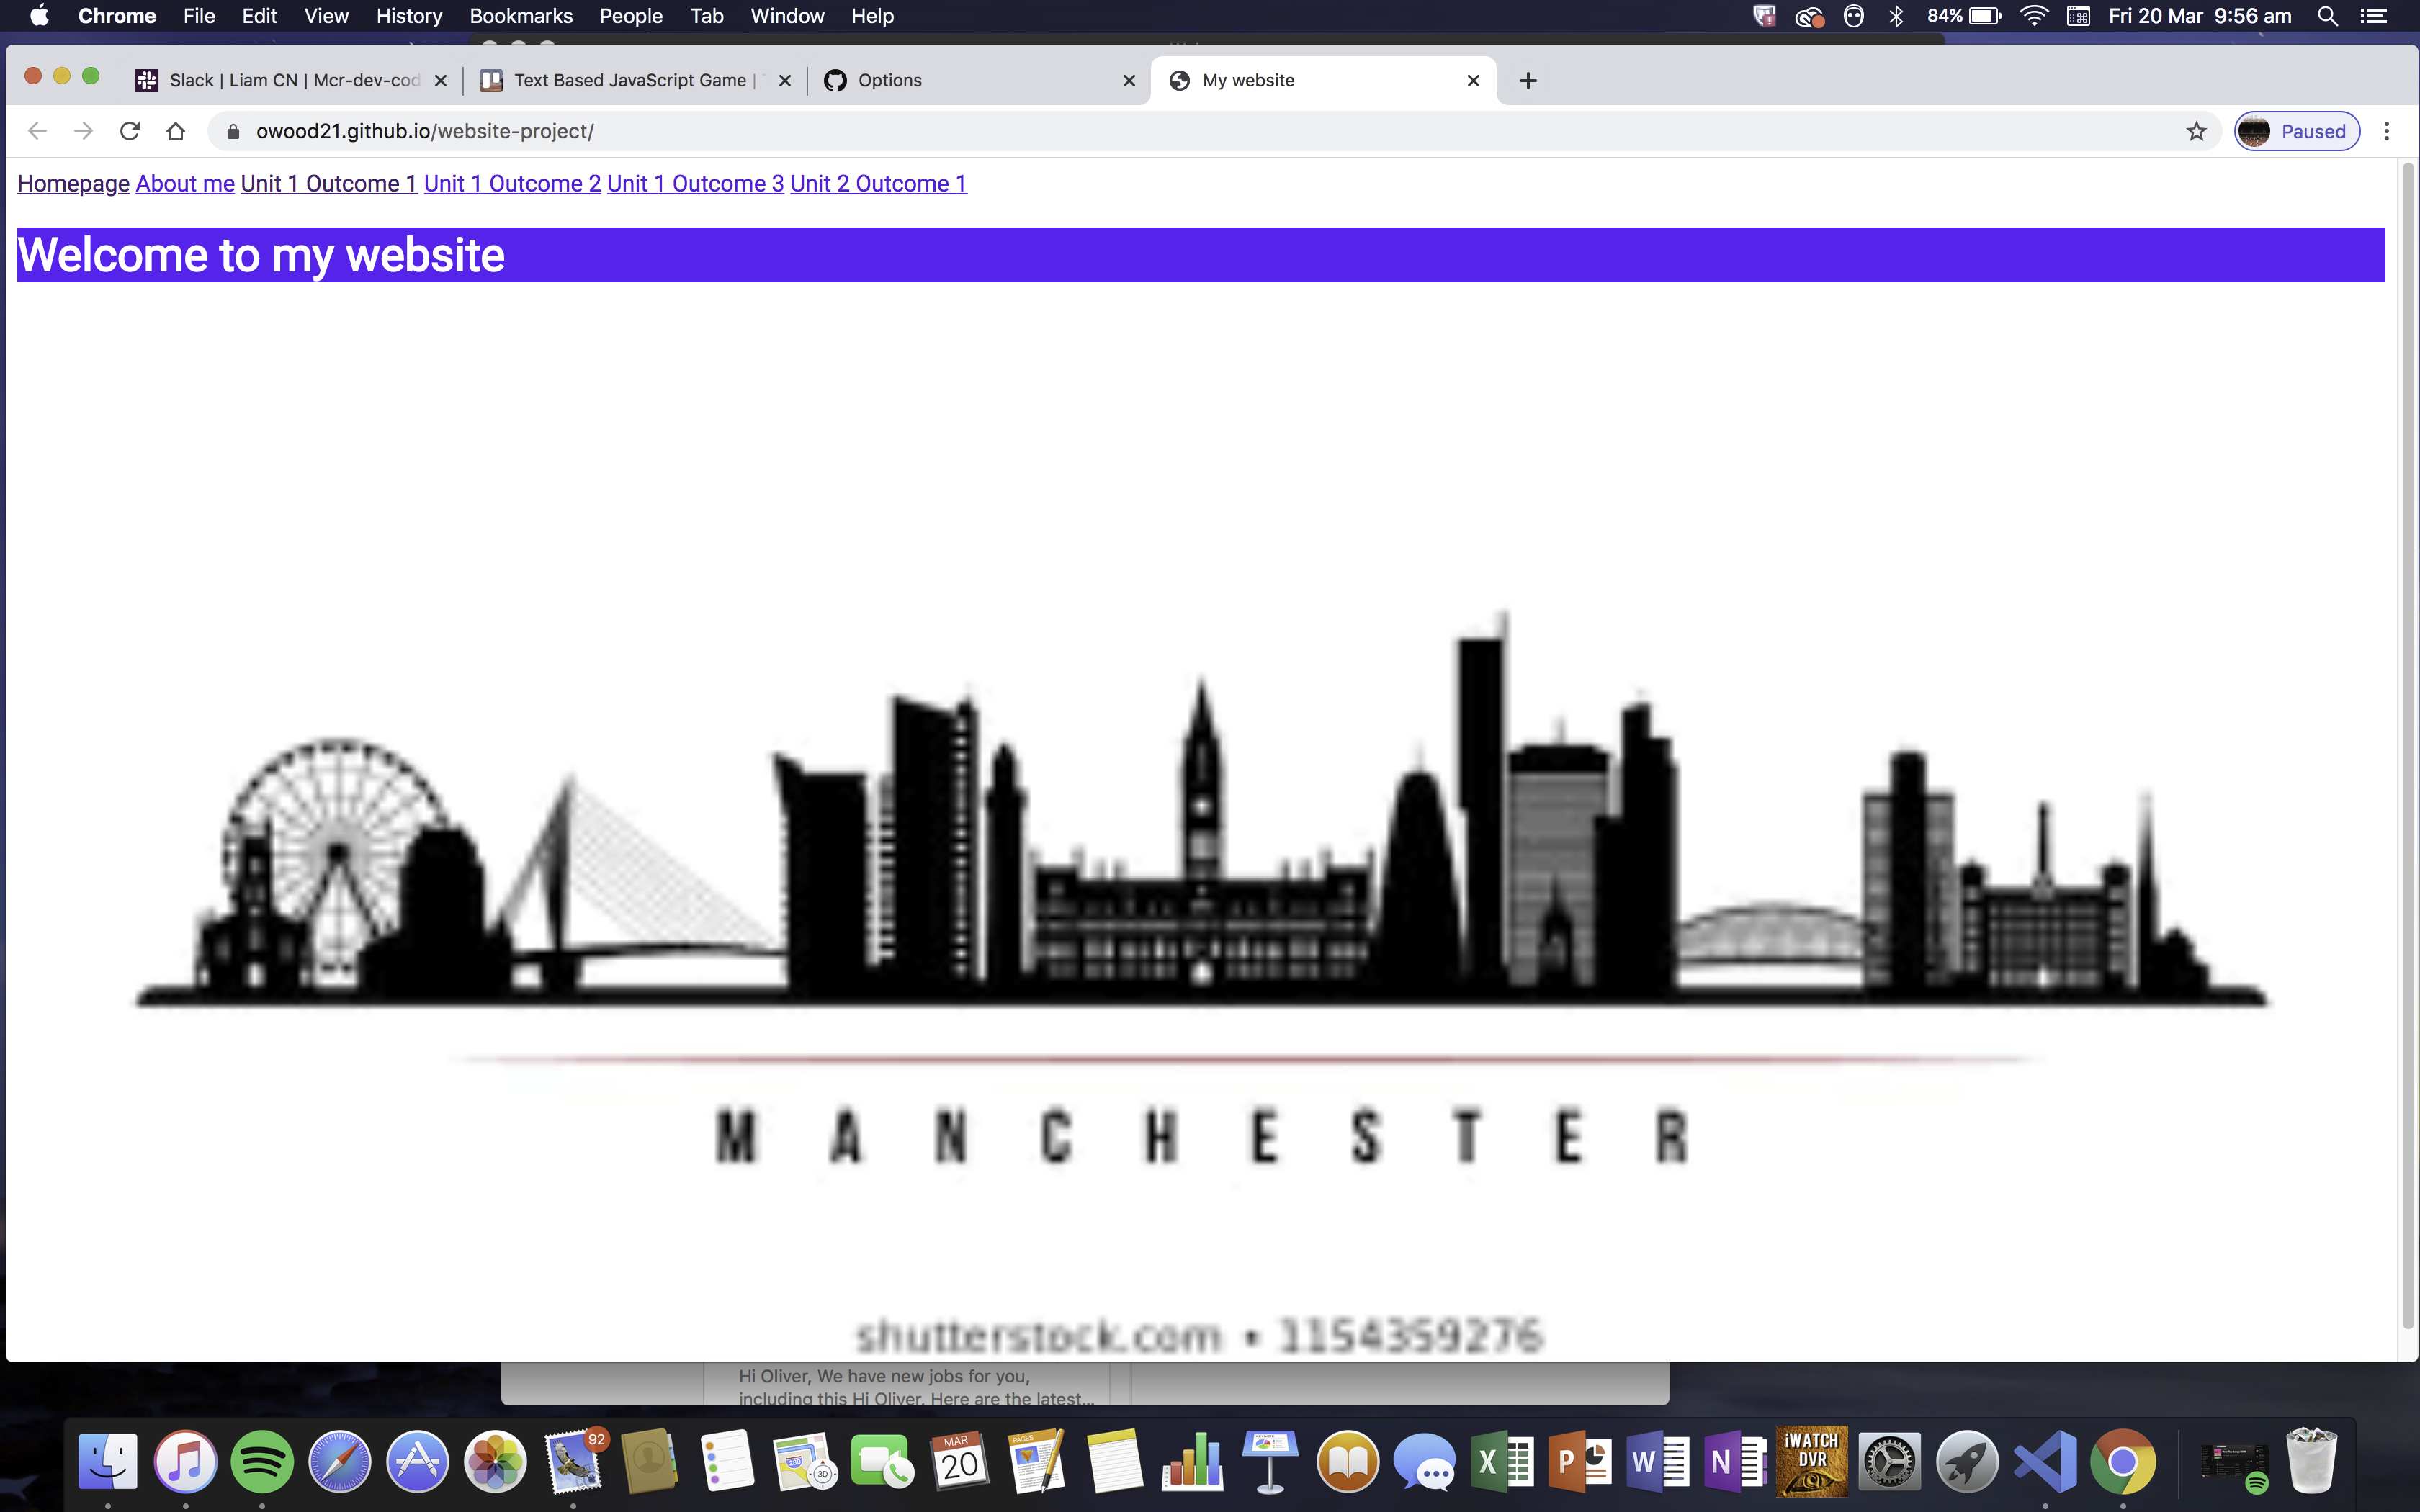 Chrome File Edit View History Bookmarks People Tab Window Help 84% Fri 20 Mar 9:56 am
Slack | Liam CN | Mcr-dev-cod Text Based JavaScript Game | Options My website
owood21.github.io/website-project/ Paused
Homepage About me Unit 1 Outcome 1 Unit 1 Outcome 2 Unit 1 Outcome 3 Unit 2 Outcome 1
Welcome to my website
MANCHESTER
shutterstock.com • 1154359276
Hi Oliver, We have new jobs for you,
including this Hi Oliver. Here are the latest...
92 280 3D MAR 20 PAGES X P W N iWATCH DVR